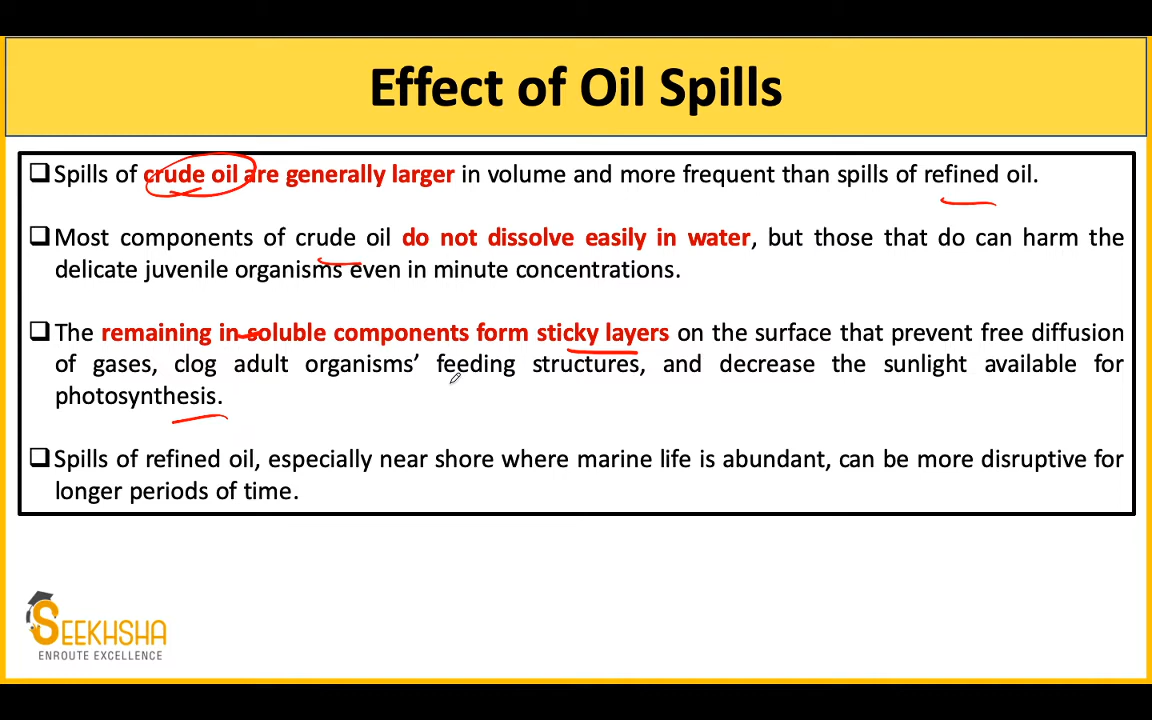 Effect of Oil Spills
❑ Spills of crude oil are generally larger in volume and more frequent than spills of refined oil.
❑ Most components of crude oil do not dissolve easily in water, but those that do can harm the
delicate juvenile organisms even in minute concentrations.
❑ The remaining in soluble components form sticky layers on the surface that prevent free diffusion
of gases, clog adult organisms’ feeding structures, and decrease the sunlight available for
photosynthesis.
❑ Spills of refined oil, especially near shore where marine life is abundant, can be more disruptive for
longer periods of time.
SEEKHSHA
ENROUTE EXCELLENCE